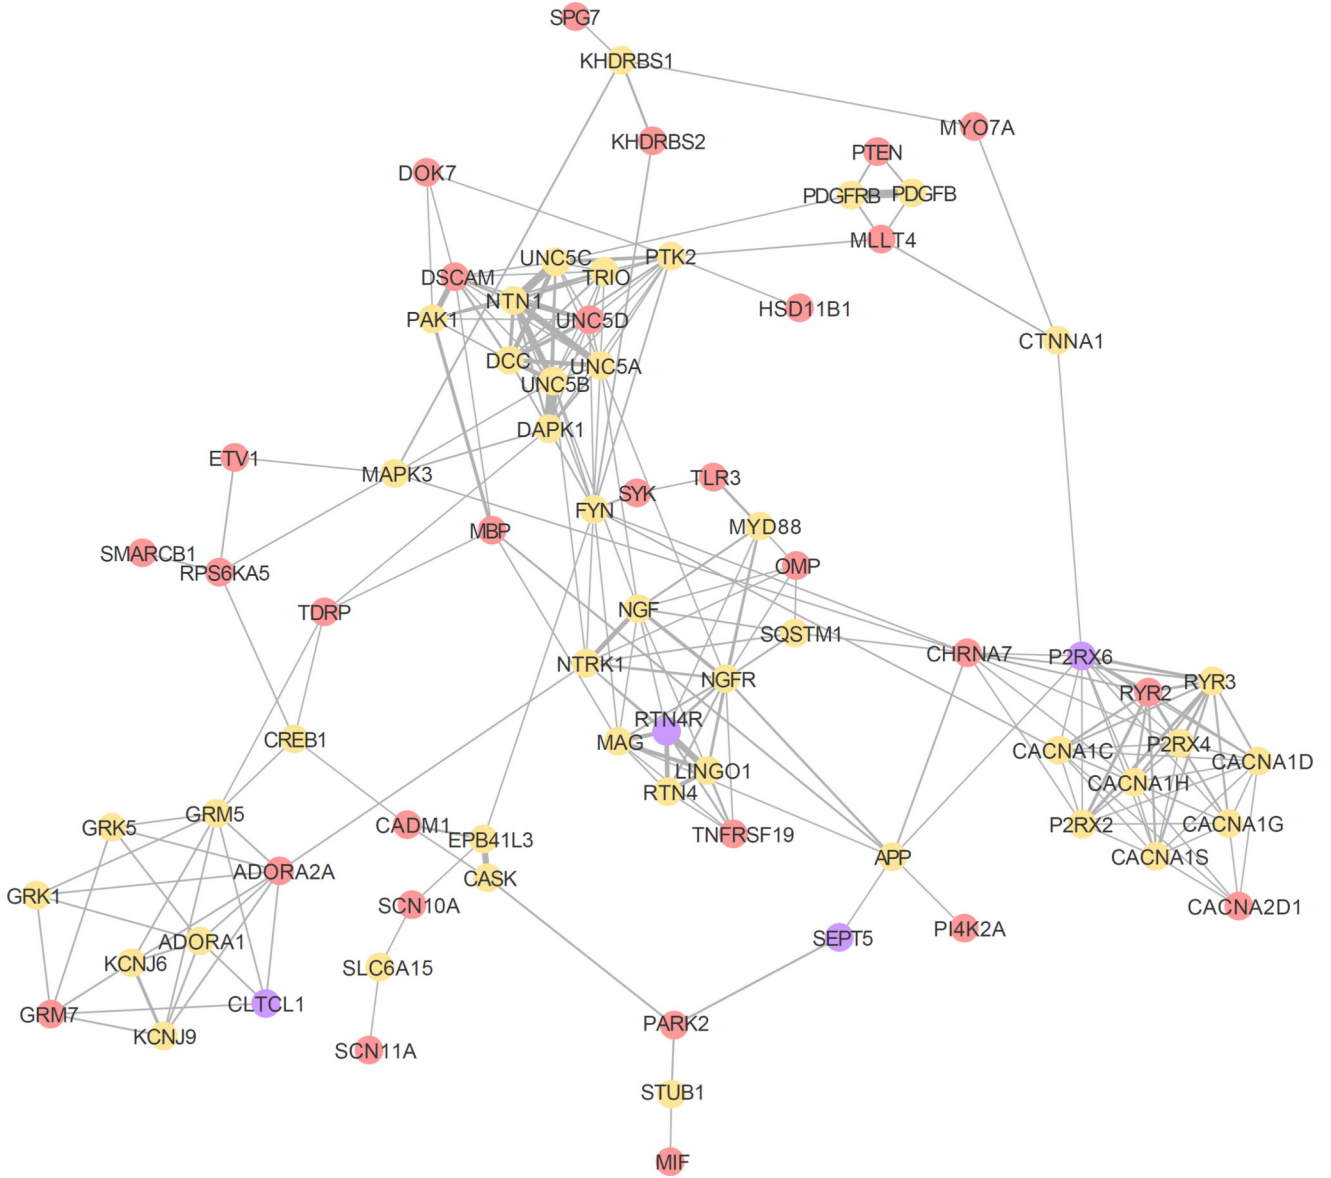 SPG7
KHDRBS1
MYO7A
KHDRBS2
PTEN
DOK7
PDGFRB
PDGFB
MLLT4
UNC5C
PTK2
DSCAM
TRIO
NTN1
HSD11B1
PAK1
UNC5D
CTNNA1
DCC
UNC5A
UNC5B
DAPK1
ETV1
MAPK3
TLR3
SYK
FYN
MYD88
MBP
SMARCB1
RPS6KA5
OMP
TDRP
NGF
SQSTM1
CHRNA7
P2RX6
NTRK1
NGFR
RYR2
RYR3
RTN4R
CREB1
MAG
CACNA1C
P2RX4
CACNA1D
LINGO1
CACNA1H
RTN4
GRM5
GRK5
CADM1
EPB41L3
TNFRSF19
P2RX2
CACNA1G
APP
CACNA1S
ADORA2A
CASK
GRK1
SCN10A
CACNA2D1
PI4K2A
SEPT5
ADORA1
KCNJ6
SLC6A15
CLTCL1
GRM7
PARK2
KCNJ9
SCN11A
STUB1
MIF